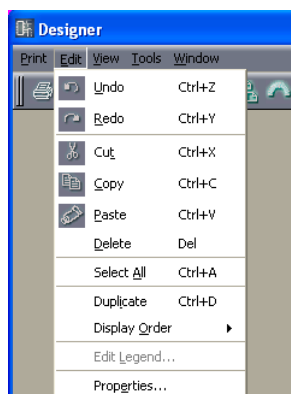 Designer
Print Edit View Tools Window
Undo Ctrl+Z
Redo Ctrl+Y
Cut Ctrl+X
Copy Ctrl+C
Paste Ctrl+V
Delete Del
Select All Ctrl+A
Duplicate Ctrl+D
Display Order
Edit Legend...
Properties...